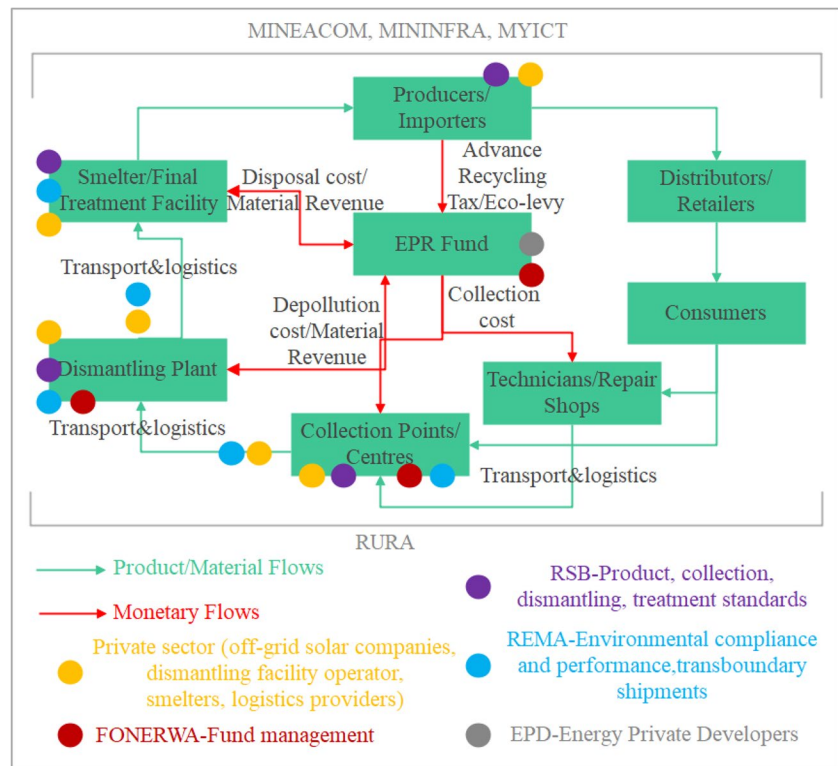 MINEACOM, MININFRA, MYICT
Producers/
Importers
Smelter/Final
Treatment Facility
Disposal cost/
Material Revenue
Advance
Recycling
Tax/Eco-levy
Distributors/
Retailers
EPR Fund
Transport&logistics
Depollution
cost/Material
Revenue
Collection
cost
Consumers
Dismantling Plant
Technicians/Repair
Shops
Transport&logistics
Collection Points/
Centres
Transport&logistics
RURA
Product/Material Flows
Monetary Flows
Private sector (off-grid solar companies,
dismantling facility operator,
smelters, logistics providers)
FONERWA-Fund management
RSB-Product, collection,
dismantling, treatment standards
REMA-Environmental compliance
and performance,transboundary
shipments
EPD-Energy Private Developers